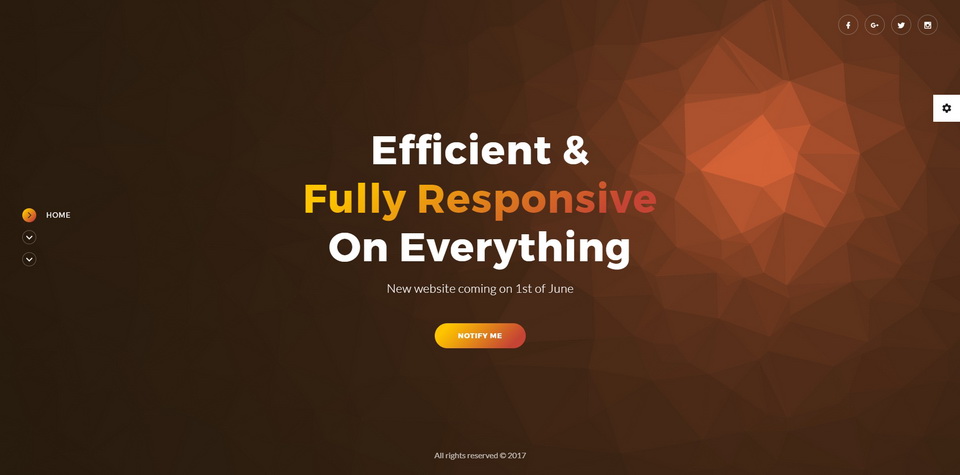 HOME
Efficient &
Fully Responsive
On Everything
New website coming on 1st of June
NOTIFY ME
All rights reserved © 2017